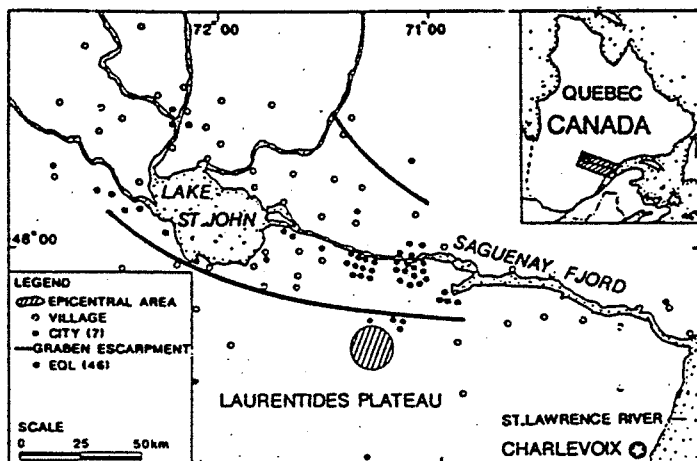 72°00
71°00
QUEBEC
CANADA
LAKE
ST. JOHN
48°00
SAGUENAY FJORD
LEGEND
EPICENTRAL AREA
VILLAGE
CITY (7)
GRABEN ESCARPMENT
EQL (46)
SCALE
0 25 50km
LAURENTIDES PLATEAU
ST.LAWRENCE RIVER
CHARLEVOIX